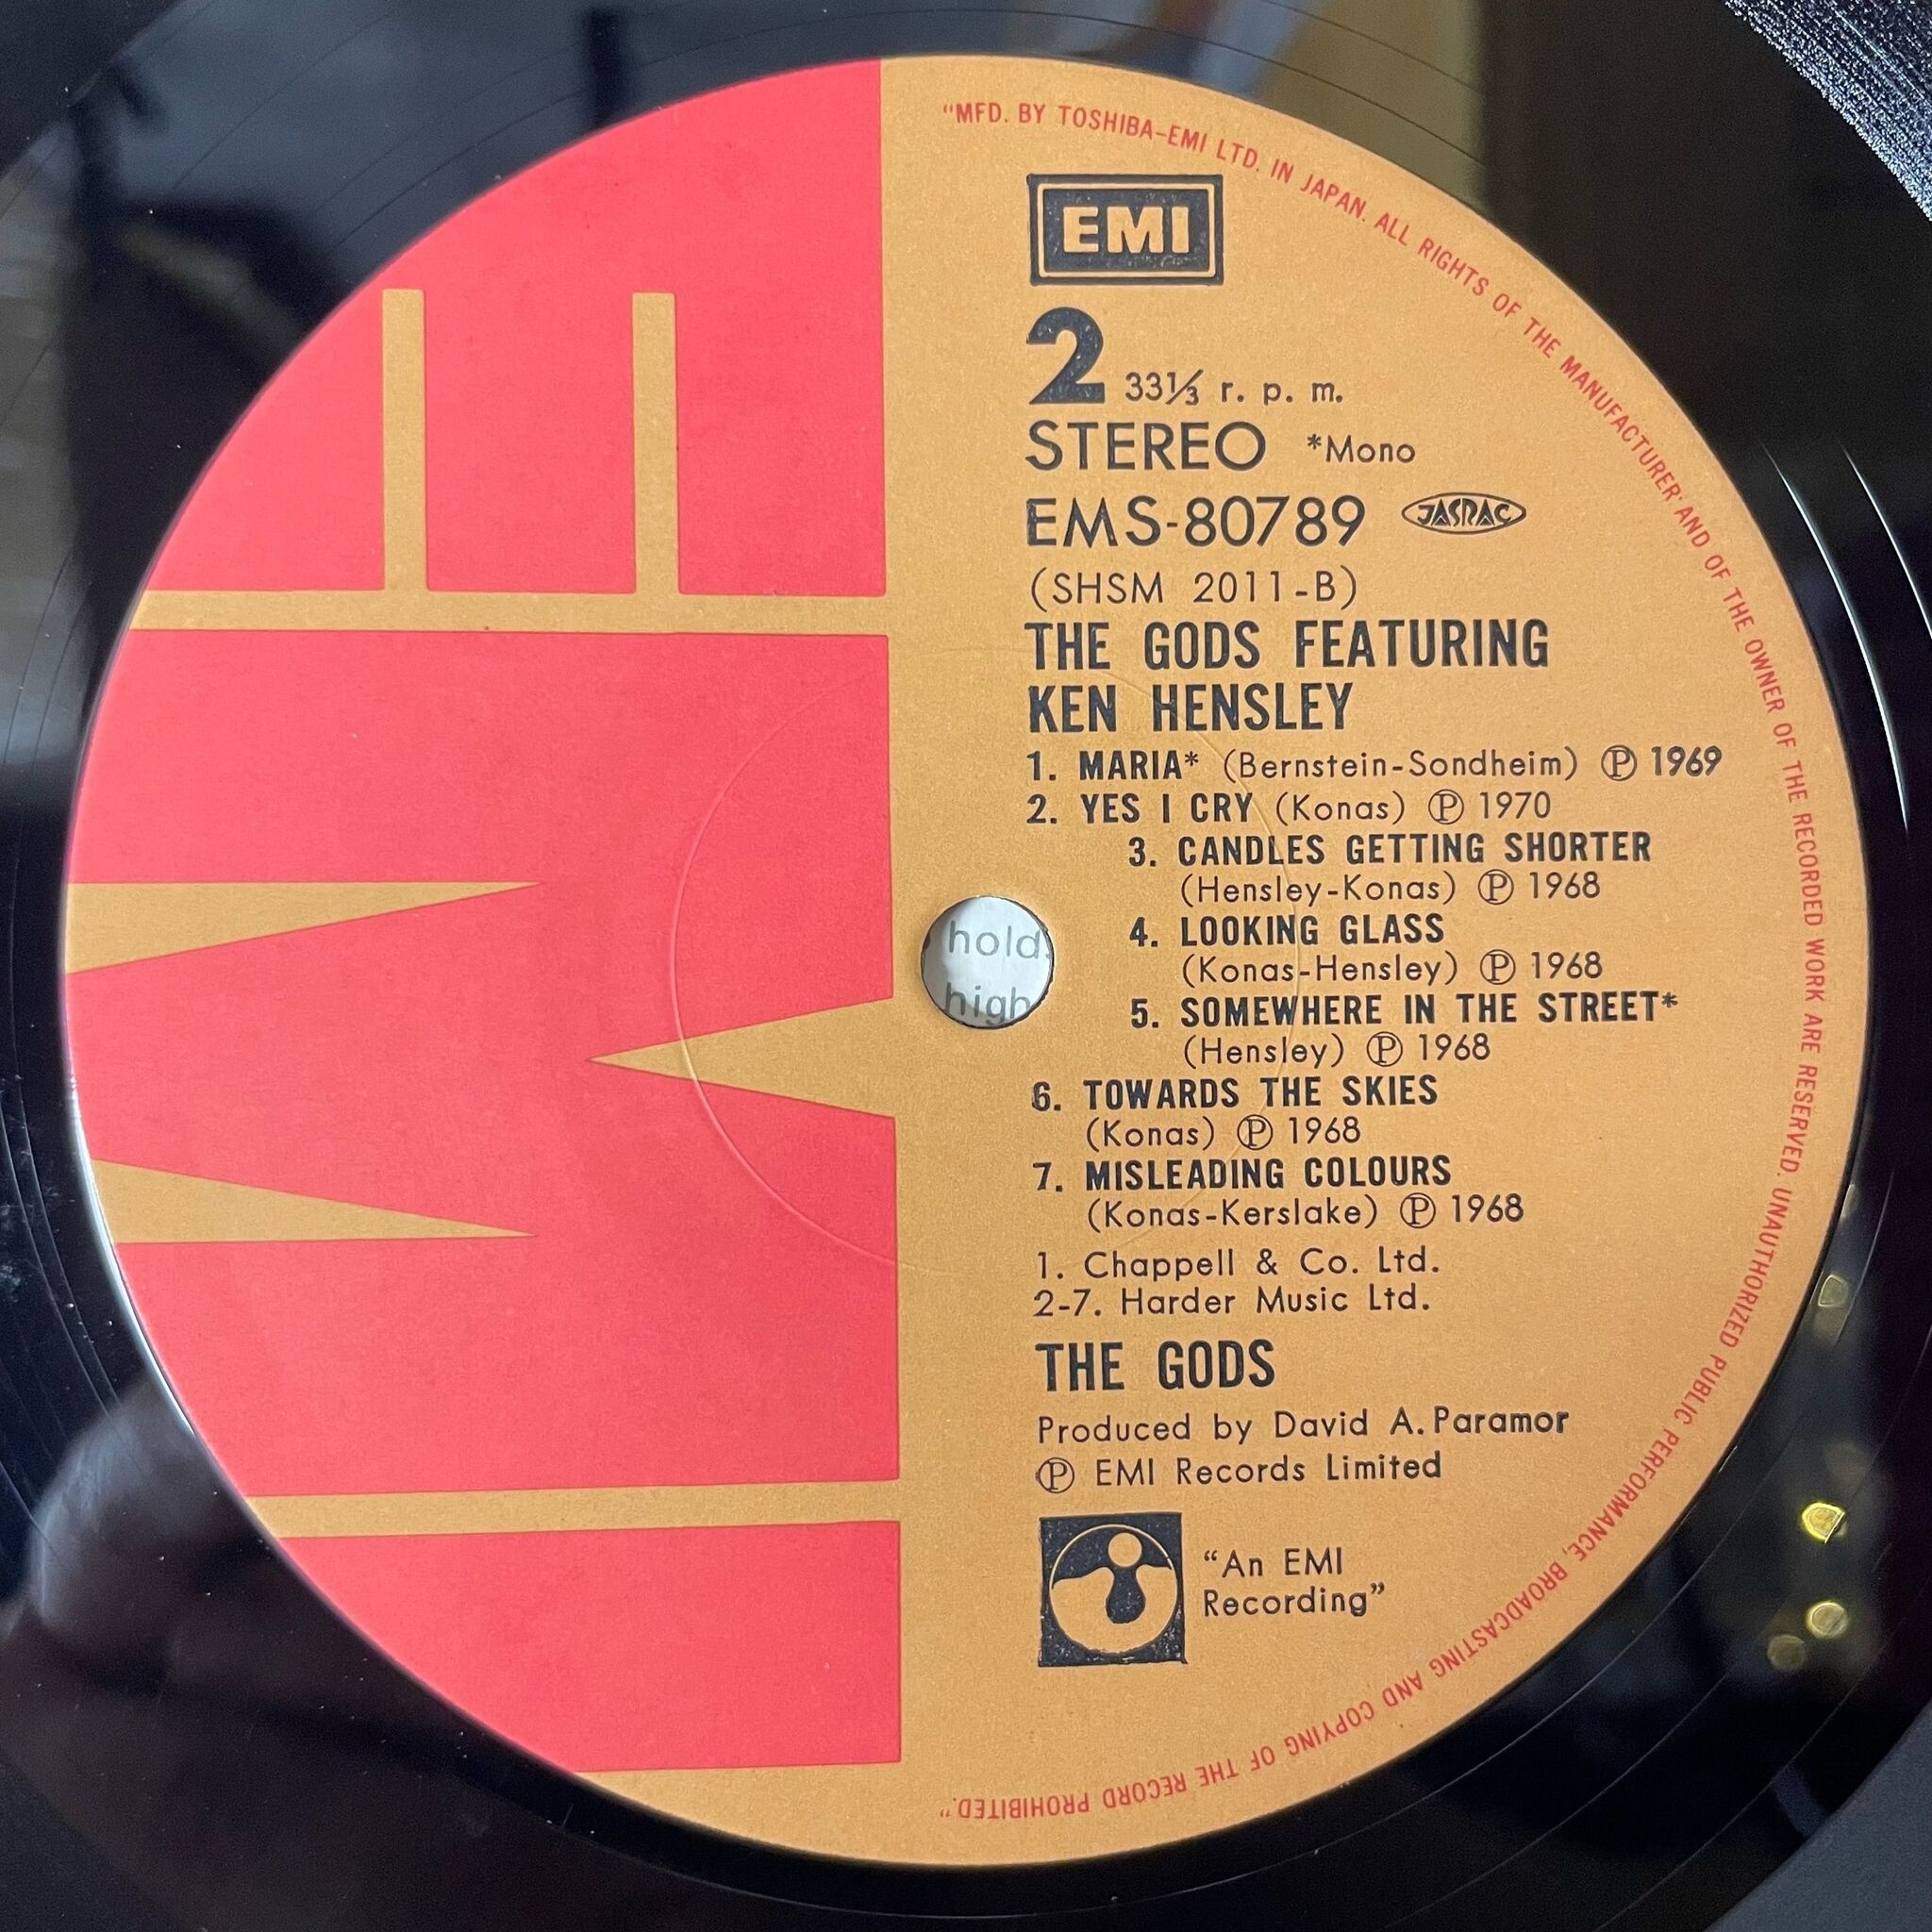 "MFD. BY TOSHIBA-EMI LTD. IN JAPAN. ALL RIGHTS OF THE MANUFACTURER AND OF THE OWNER OF THE RECORDED WORK ARE RESERVED. UNAUTHORIZED PUBLIC PERFORMANCE, BROADCASTING AND COPYING OF THE RECORD PROHIBITED."
EMI
2 33⅓ r. p. m.
STEREO *Mono
EMS-80789 JASRAC
(SHSM 2011-B)
THE GODS FEATURING
KEN HENSLEY
1. MARIA* (Bernstein-Sondheim) Ⓟ 1969
2. YES I CRY (Konas) Ⓟ 1970
3. CANDLES GETTING SHORTER
(Hensley-Konas) Ⓟ 1968
4. LOOKING GLASS
(Konas-Hensley) Ⓟ 1968
5. SOMEWHERE IN THE STREET*
(Hensley) Ⓟ 1968
6. TOWARDS THE SKIES
(Konas) Ⓟ 1968
7. MISLEADING COLOURS
(Konas-Kerslake) Ⓟ 1968
1. Chappell & Co. Ltd.
2-7. Harder Music Ltd.
THE GODS
Produced by David A. Paramor
Ⓟ EMI Records Limited
"An EMI
Recording"
hold
high
EMI